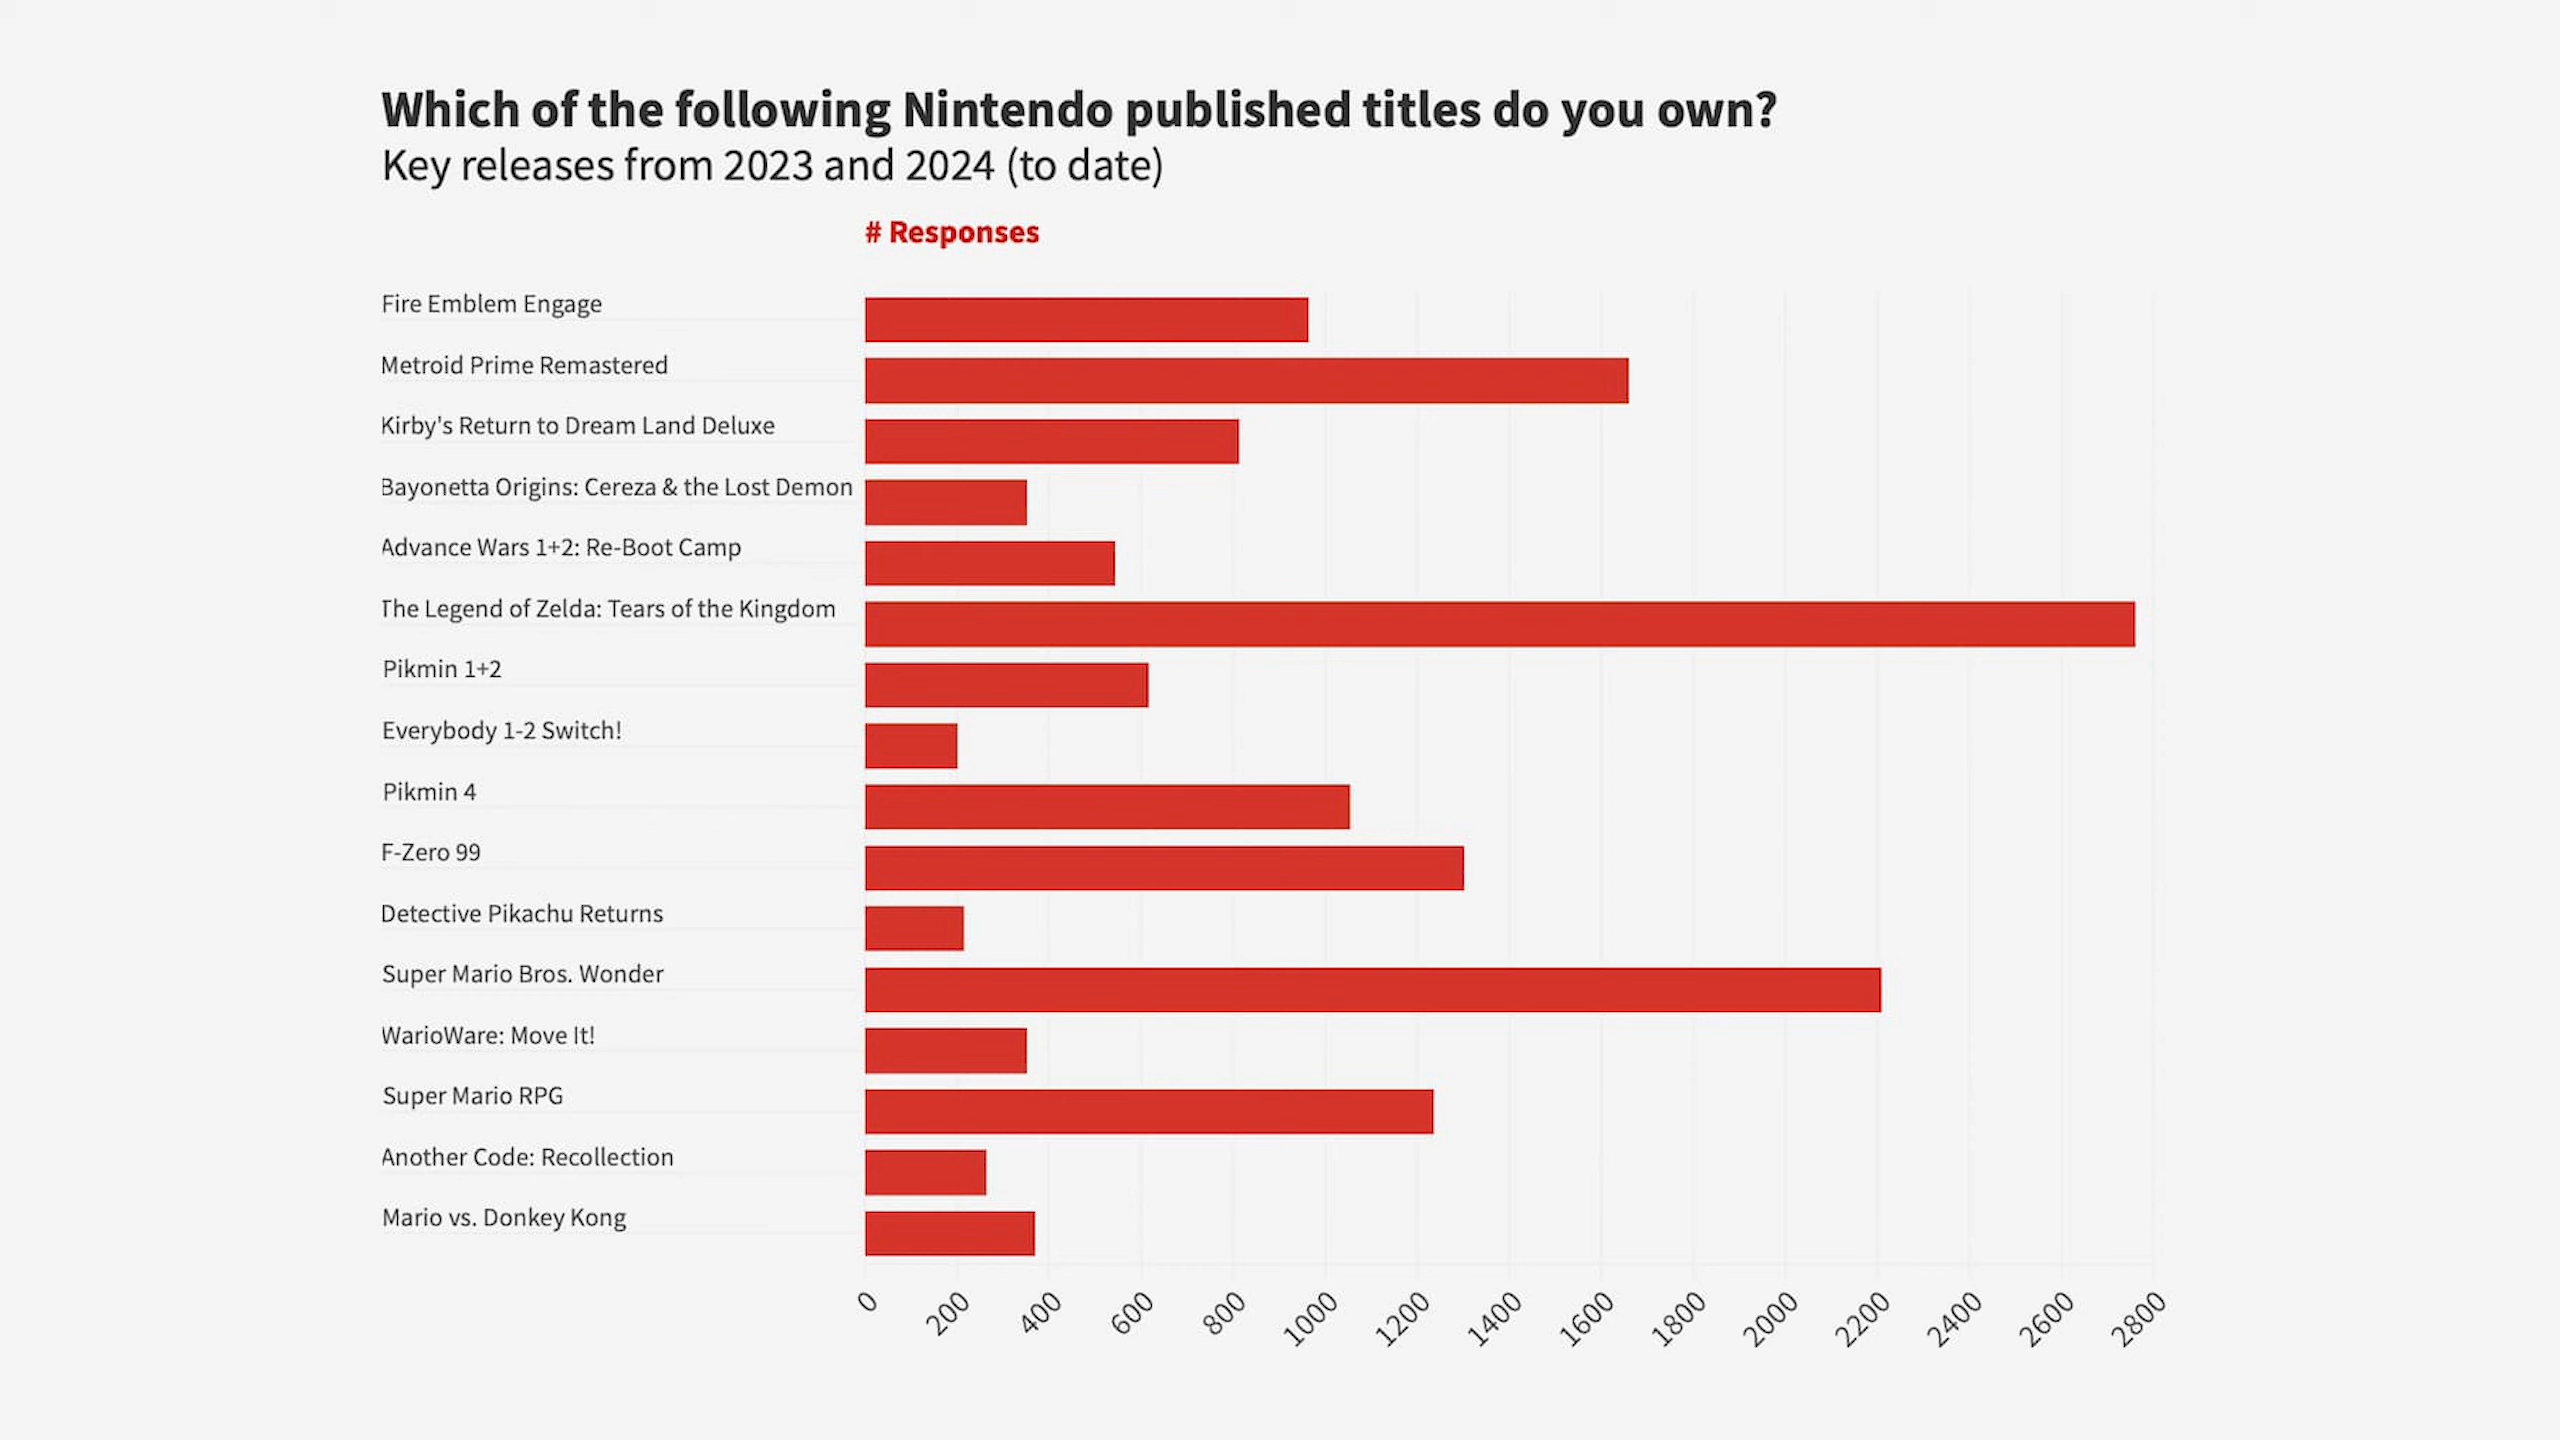 Which of the following Nintendo published titles do you own?
Key releases from 2023 and 2024 (to date)
# Responses
Fire Emblem Engage
Metroid Prime Remastered
Kirby's Return to Dream Land Deluxe
Bayonetta Origins: Cereza & the Lost Demon
Advance Wars 1+2: Re-Boot Camp
The Legend of Zelda: Tears of the Kingdom
Pikmin 1+2
Everybody 1-2 Switch!
Pikmin 4
F-Zero 99
Detective Pikachu Returns
Super Mario Bros. Wonder
WarioWare: Move It!
Super Mario RPG
Another Code: Recollection
Mario vs. Donkey Kong
0 200 400 600 800 1000 1200 1400 1600 1800 2000 2200 2400 2600 2800